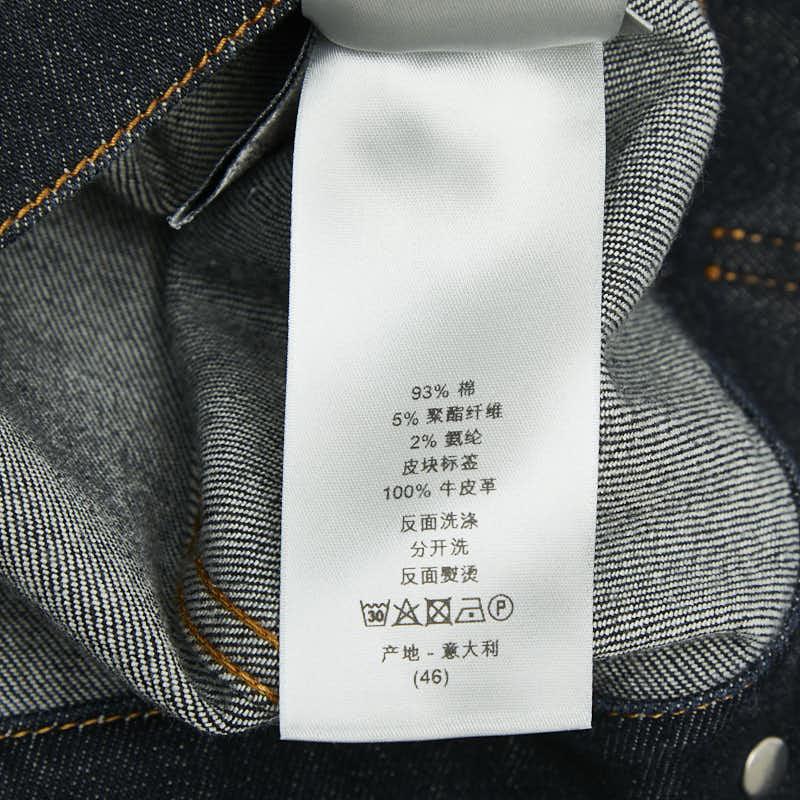 93% 棉
5% 聚酯纤维
2% 氨纶
皮块标签
100% 牛皮革
反面洗涤
分开洗
反面熨烫
30 P
产地 - 意大利
(46)